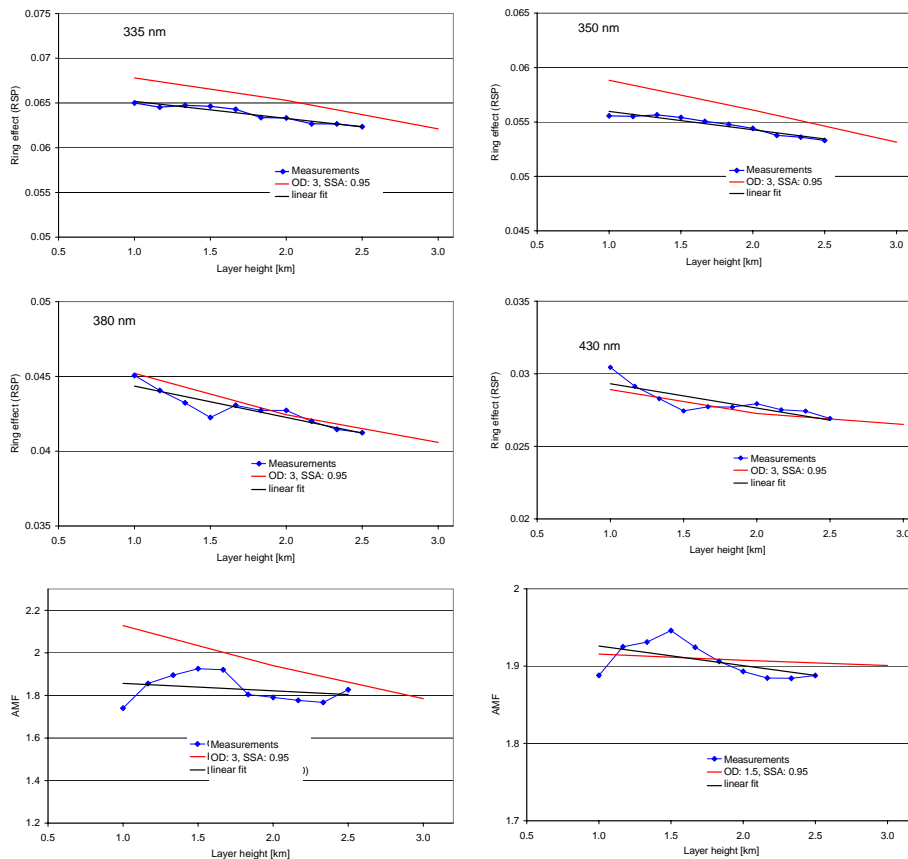 335 nm
0.075
0.07
0.065
0.06
0.055
0.05
Ring effect (RSP)
Measurements
OD: 3, SSA: 0.95
linear fit
0.5 1.0 1.5 2.0 2.5 3.0
Layer height [km]
350 nm
0.065
0.06
0.055
0.05
0.045
Ring effect (RSP)
Measurements
OD: 3, SSA: 0.95
linear fit
0.5 1.0 1.5 2.0 2.5 3.0
Layer height [km]
380 nm
0.05
0.045
0.04
0.035
Ring effect (RSP)
Measurements
OD: 3, SSA: 0.95
linear fit
0.5 1.0 1.5 2.0 2.5 3.0
Layer height [km]
430 nm
0.035
0.03
0.025
0.02
Ring effect (RSP)
Measurements
OD: 3, SSA: 0.95
linear fit
0.5 1.0 1.5 2.0 2.5 3.0
Layer height [km]
2.2
2
1.8
1.6
1.4
1.2
AMF
Measurements
OD: 3, SSA: 0.95
linear fit
0.5 1.0 1.5 2.0 2.5 3.0
Layer height [km]
2
1.9
1.8
1.7
AMF
Measurements
OD: 1.5, SSA: 0.95
linear fit
0.5 1.0 1.5 2.0 2.5 3.0
Layer height [km]